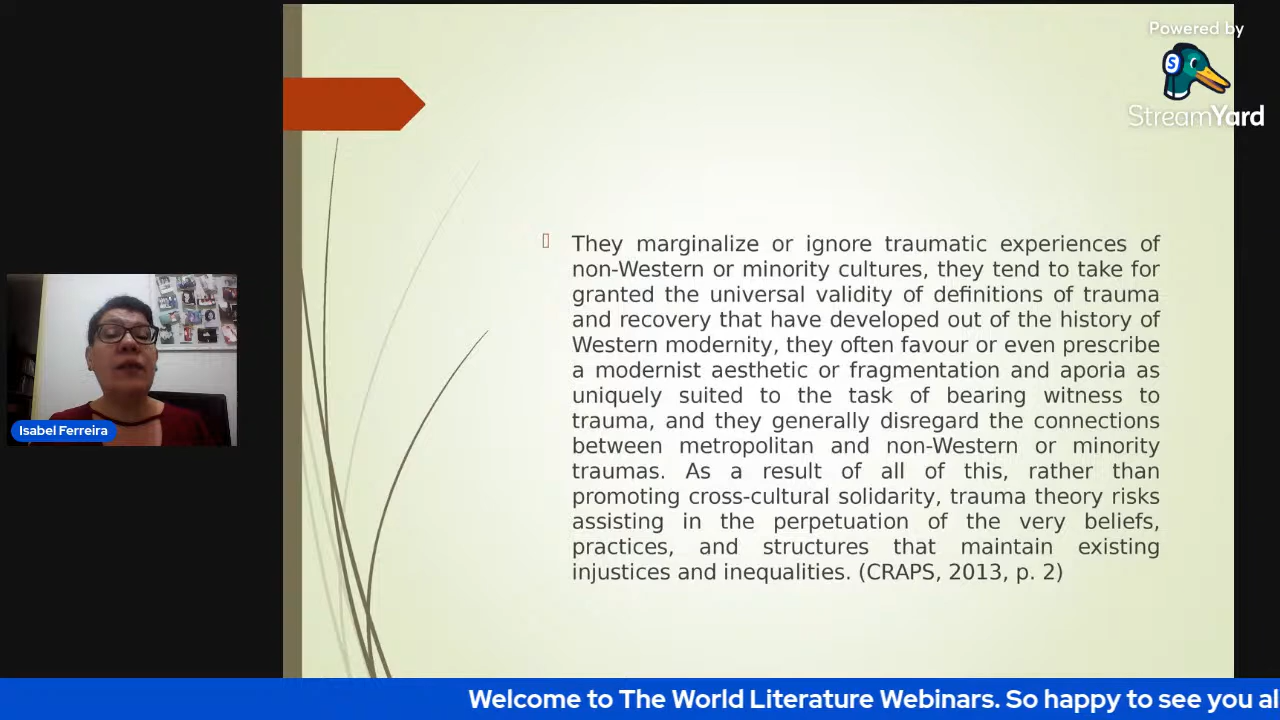 Powered by
StreamYard
They marginalize or ignore traumatic experiences of
non-Western or minority cultures, they tend to take for
granted the universal validity of definitions of trauma
and recovery that have developed out of the history of
Western modernity, they often favour or even prescribe
a modernist aesthetic or fragmentation and aporia as
uniquely suited to the task of bearing witness to
trauma, and they generally disregard the connections
between metropolitan and non-Western or minority
traumas. As a result of all of this, rather than
promoting cross-cultural solidarity, trauma theory risks
assisting in the perpetuation of the very beliefs,
practices, and structures that maintain existing
injustices and inequalities. (CRAPS, 2013, p. 2)
Isabel Ferreira
Welcome to The World Literature Webinars. So happy to see you al